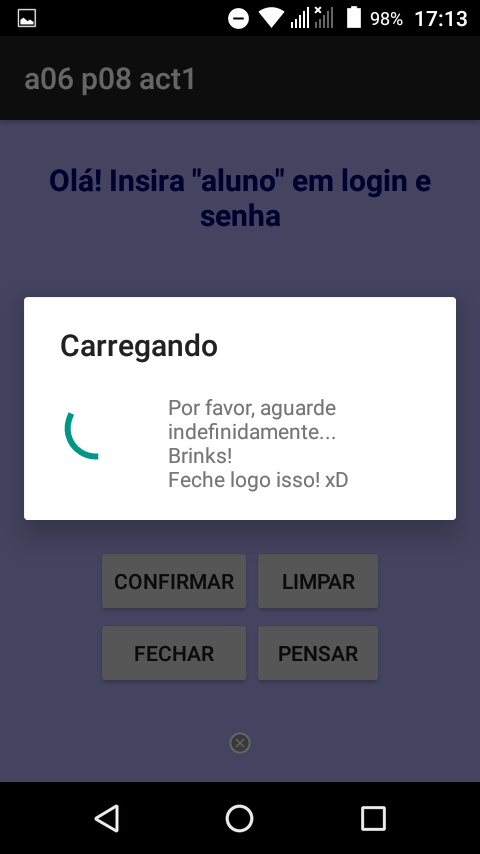 98% 17:13
a06 p08 act1
Olá! Insira "aluno" em login e
senha
Carregando
Por favor, aguarde
indefinidamente...
Brinks!
Feche logo isso! xD
CONFIRMAR LIMPAR
FECHAR PENSAR